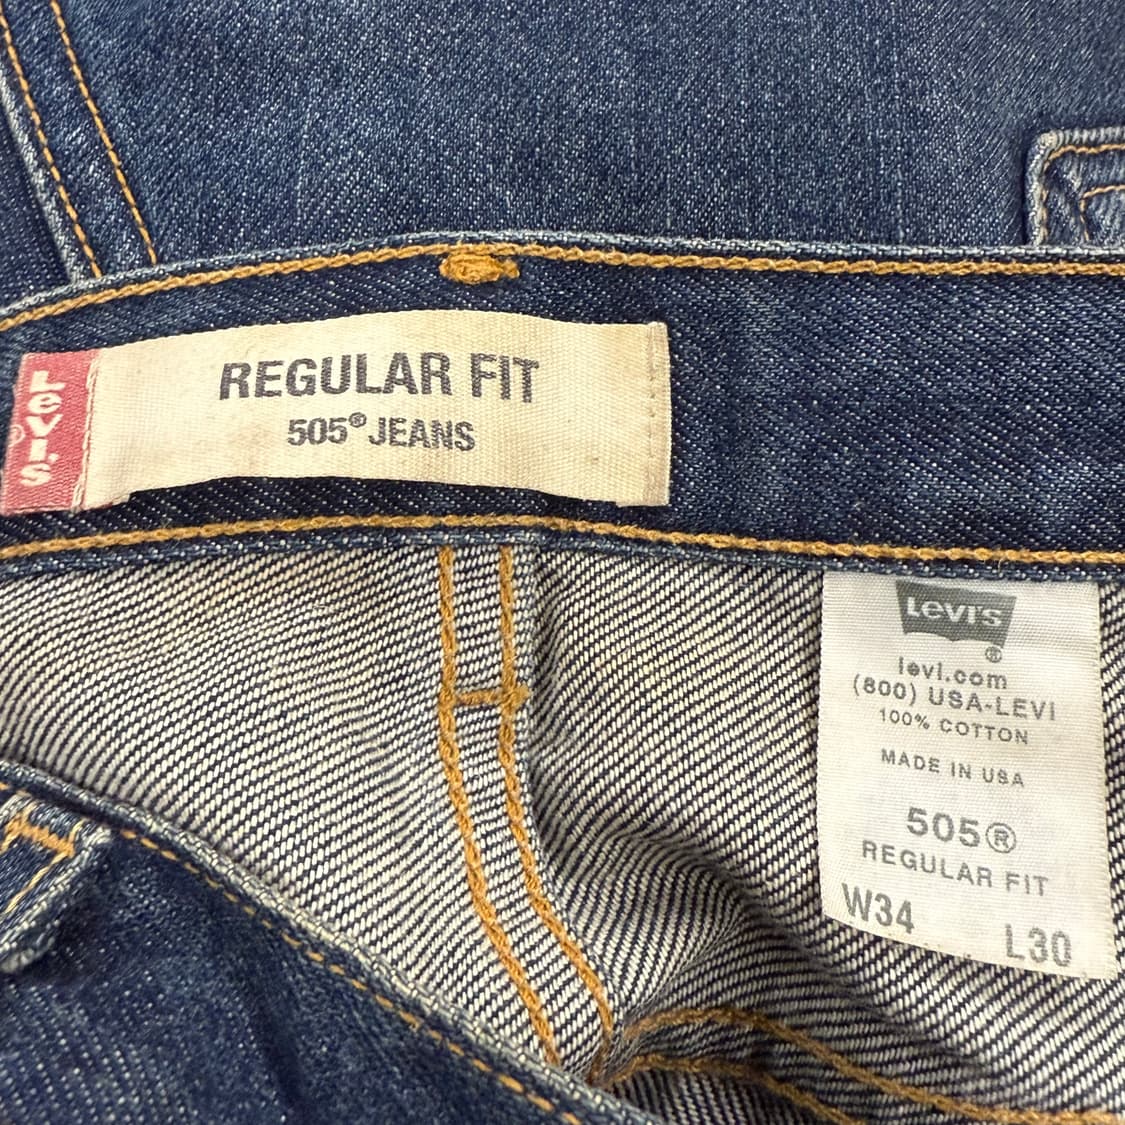 Levi's
REGULAR FIT
505® JEANS
Levi's
®
levi.com
(800) USA-LEVI
100% COTTON
MADE IN USA
505®
REGULAR FIT
W34 L30